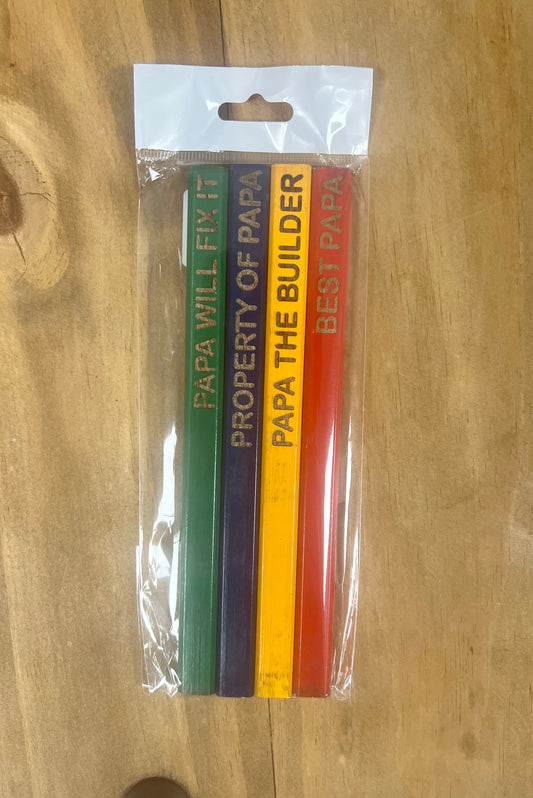 PAPA WILL FIX IT
PROPERTY OF PAPA
PAPA THE BUILDER
BEST PAPA